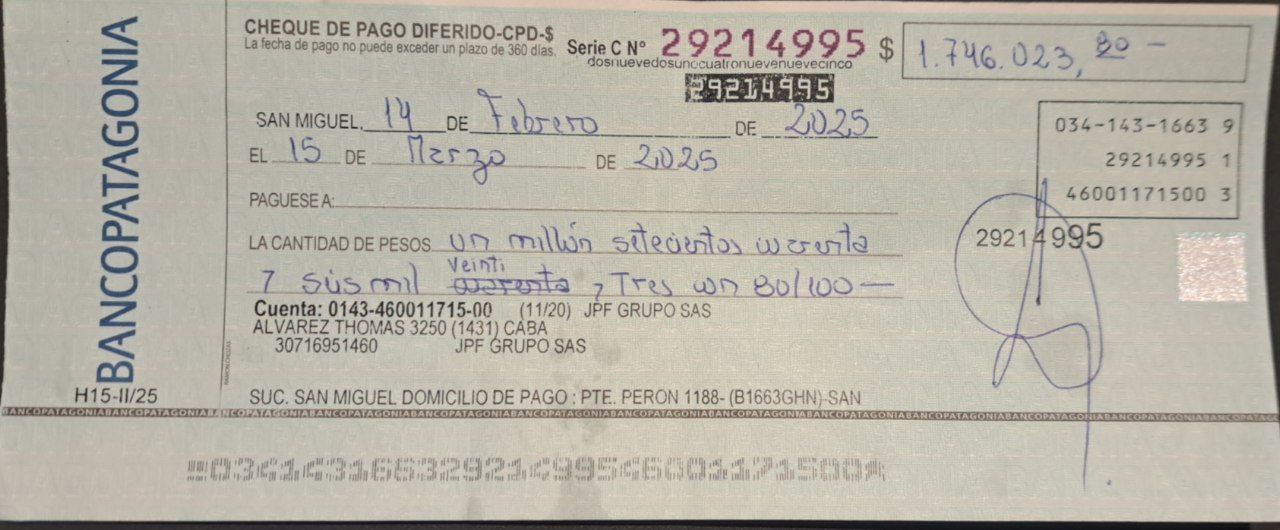 BANCOPATAGONIA
H15-II/25
CHEQUE DE PAGO DIFERIDO-CPD-$
La fecha de pago no puede exceder un plazo de 360 días.
Serie C Nº 29214995 $ 1.746.023,80 —
dosnuevedosunocuatronuevenuevecinco
29214995
SAN MIGUEL, 14 DE Febrero DE 2025
EL 15 DE Marzo DE 2025
034-143-1663 9
29214995 1
46001171500 3
PAGUESE A:
29214995
LA CANTIDAD DE PESOS un millón setecientos cuarenta
y seis mil cuarenta veinti y Tres con 80/100 —
Cuenta: 0143-460011715-00 (11/20) JPF GRUPO SAS
ALVAREZ THOMAS 3250 (1431) CABA
30716951460 JPF GRUPO SAS
SUC. SAN MIGUEL DOMICILIO DE PAGO : PTE. PERON 1188- (B1663GHN)-SAN
BANCOPATAGONIABANCOPATAGONIABANCOPATAGONIABANCOPATAGONIABANCOPATAGONIABANCOPATAGONIABANCOPATAGONIA
03414316632921499546001171500